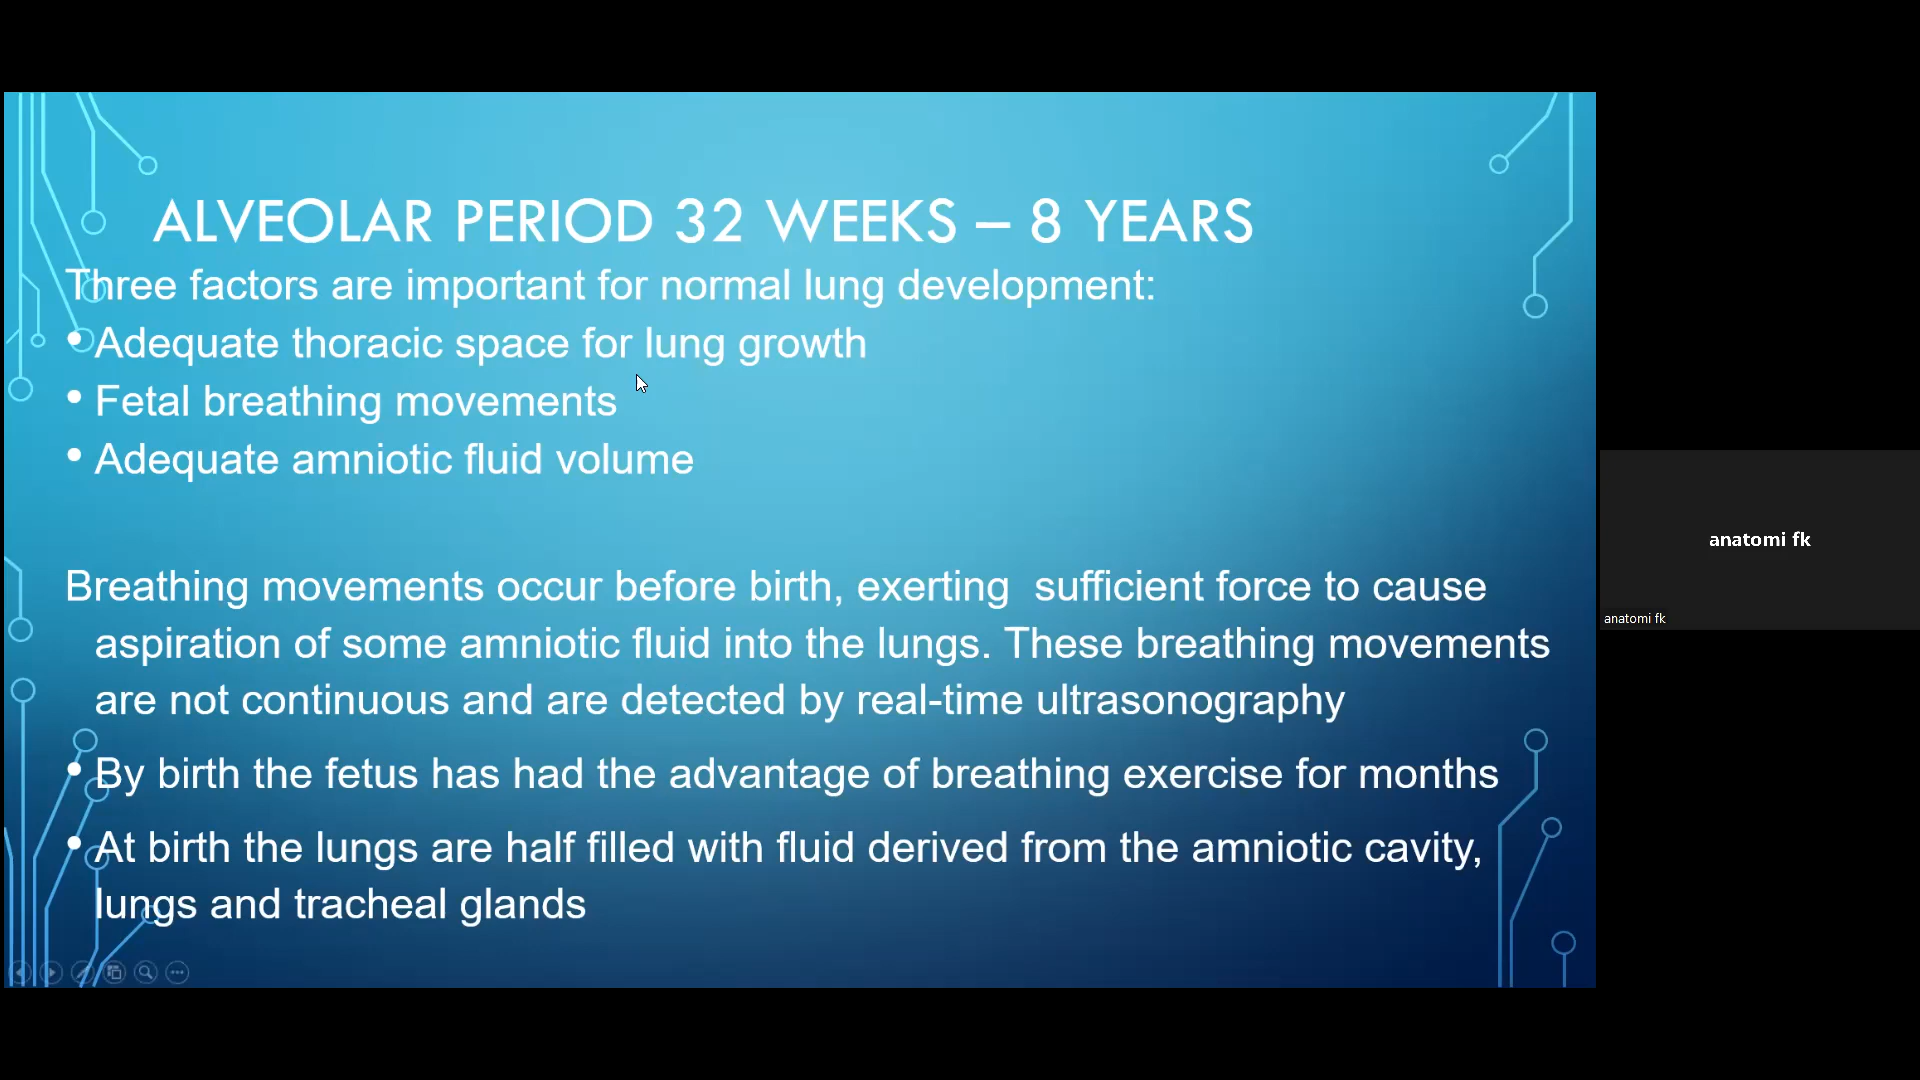 ALVEOLAR PERIOD 32 WEEKS – 8 YEARS
Three factors are important for normal lung development:
• Adequate thoracic space for lung growth
• Fetal breathing movements
• Adequate amniotic fluid volume
Breathing movements occur before birth, exerting  sufficient force to cause
aspiration of some amniotic fluid into the lungs. These breathing movements
are not continuous and are detected by real-time ultrasonography
• By birth the fetus has had the advantage of breathing exercise for months
• At birth the lungs are half filled with fluid derived from the amniotic cavity,
lungs and tracheal glands
anatomi fk
anatomi fk